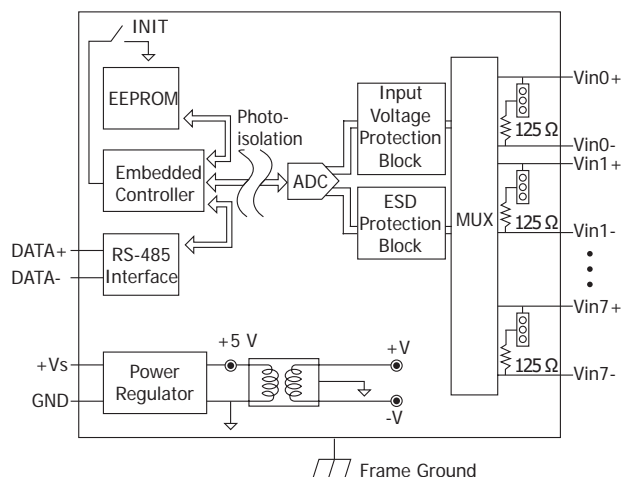 INIT
EEPROM
Photo-
isolation
Embedded
Controller
RS-485
Interface
DATA+
DATA-
ADC
Input
Voltage
Protection
Block
ESD
Protection
Block
MUX
Vin0+
125 Ω
Vin0-
Vin1+
125 Ω
Vin1-
Vin7+
125 Ω
Vin7-
+Vs
GND
Power
Regulator
+5 V
+V
-V
Frame Ground